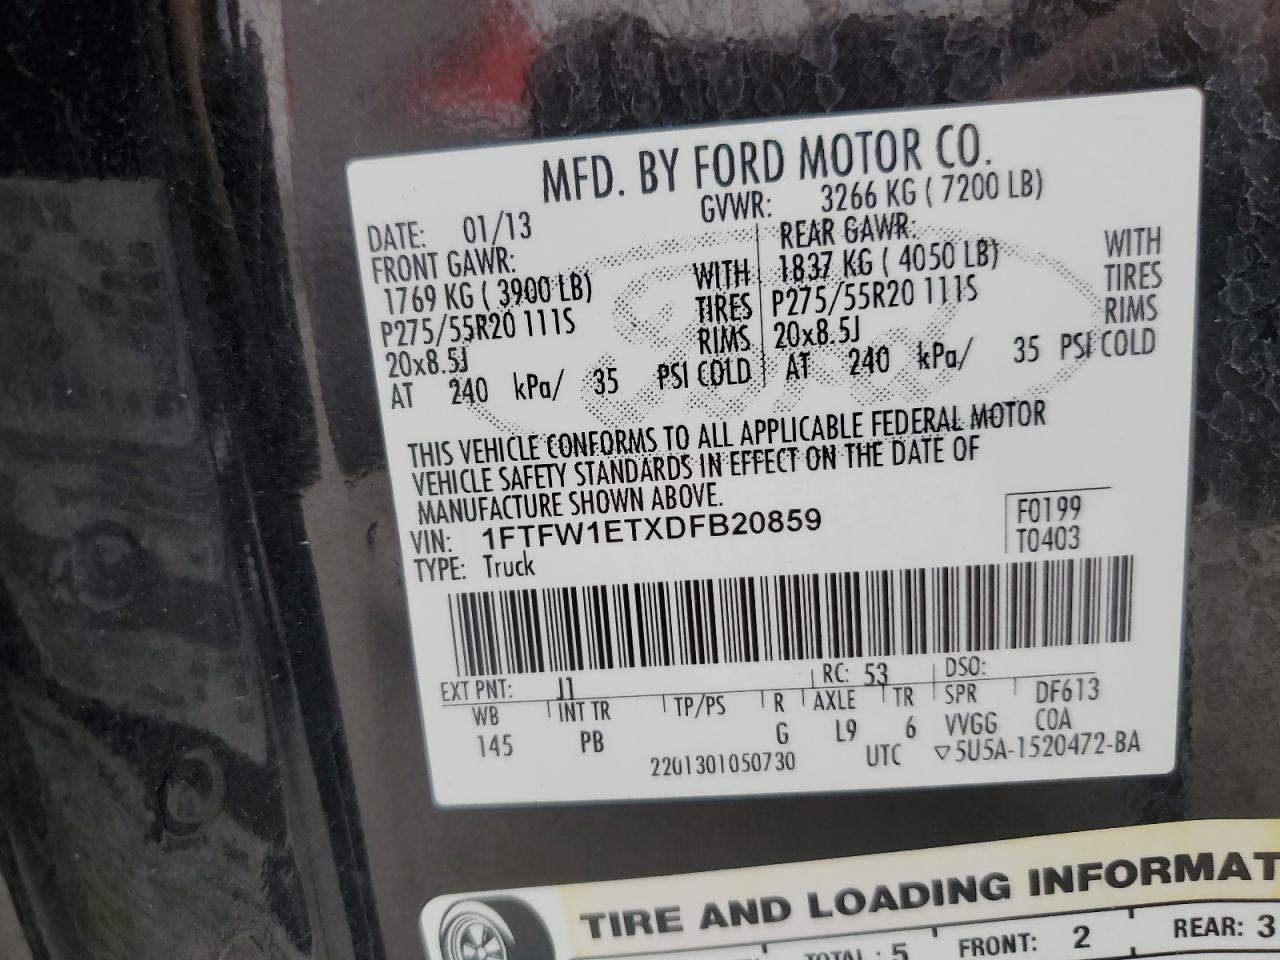 MFD. BY FORD MOTOR CO.
DATE: 01/13 GVWR: 3266 KG ( 7200 LB)
FRONT GAWR: REAR GAWR:
1769 KG ( 3900 LB) WITH 1837 KG ( 4050 LB) WITH
P275/55R20 111S TIRES P275/55R20 111S TIRES
20x8.5J RIMS 20x8.5J RIMS
AT 240 kPa/ 35 PSI COLD AT 240 kPa/ 35 PSI COLD
THIS VEHICLE CONFORMS TO ALL APPLICABLE FEDERAL MOTOR
VEHICLE SAFETY STANDARDS IN EFFECT ON THE DATE OF
MANUFACTURE SHOWN ABOVE.
VIN: 1FTFW1ETXDFB20859 F0199
TYPE: Truck T0403
EXT PNT: J1 RC: 53 DSO:
WB INT TR TP/PS R AXLE TR SPR DF613
145 PB G L9 6 VVGG COA
2201301050730 UTC ▽5U5A-1520472-BA
TIRE AND LOADING INFORMAT
TOTAL : 5 FRONT: 2 REAR: 3